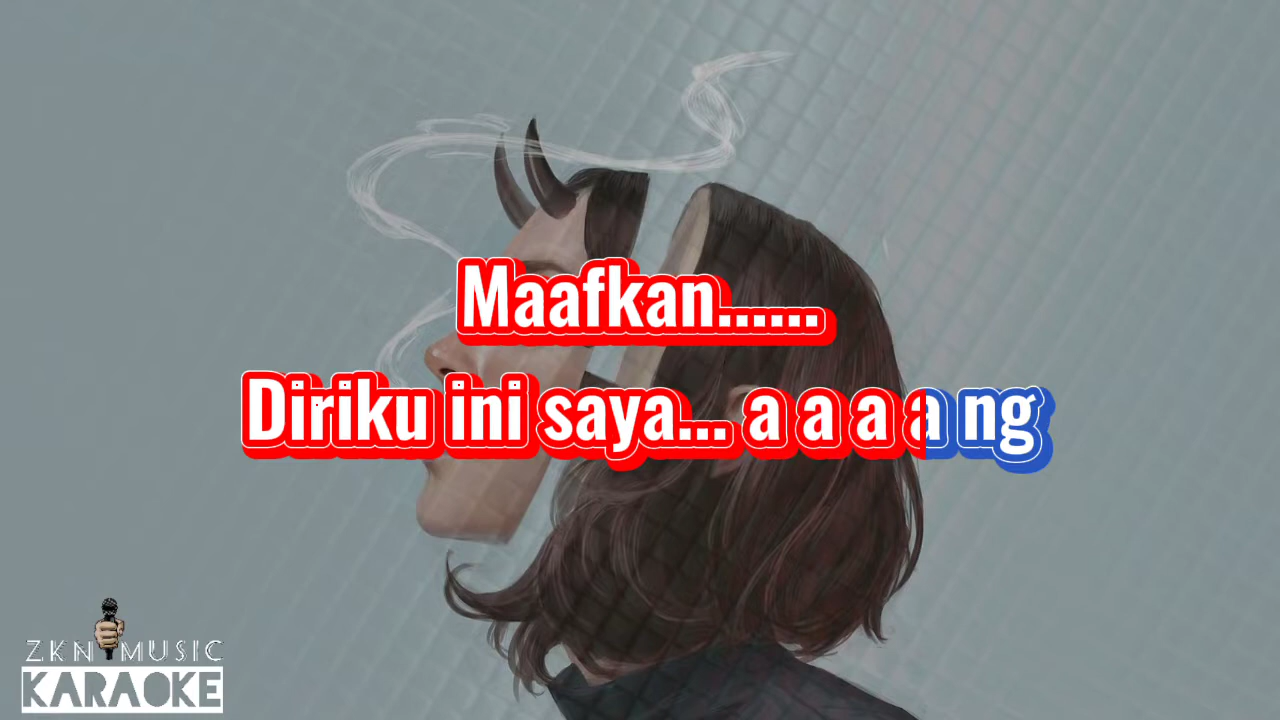 Maafkan......
Diriku ini saya... a a a a ng
ZKN MUSIC
KARAOKE